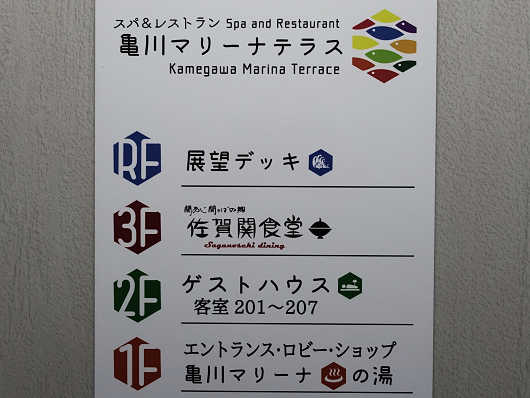 スパ&レストラン Spa and Restaurant
亀川マリーナテラス
Kamegawa Marina Terrace
RF 展望デッキ
3F 佐賀関食堂
Saganoseki dining
2F ゲストハウス
客室 201～207
1F エントランス・ロビー・ショップ
亀川マリーナの湯